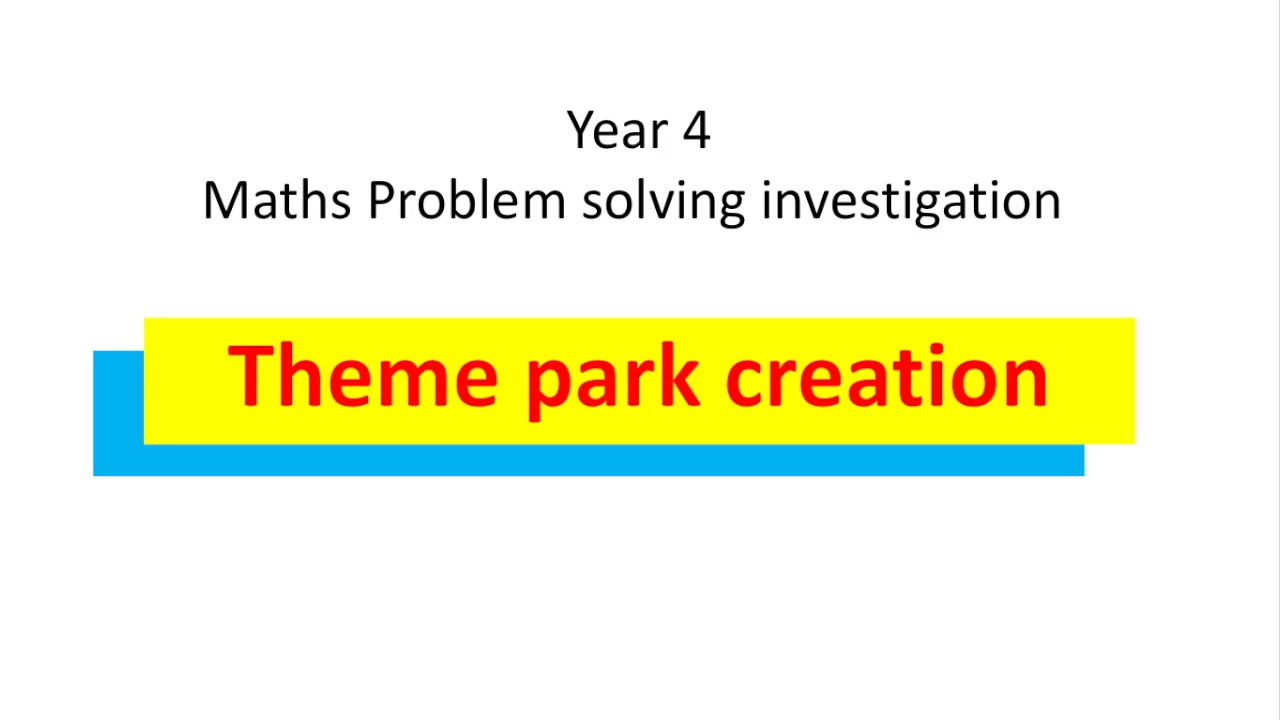 Year 4
Maths Problem solving investigation
Theme park creation